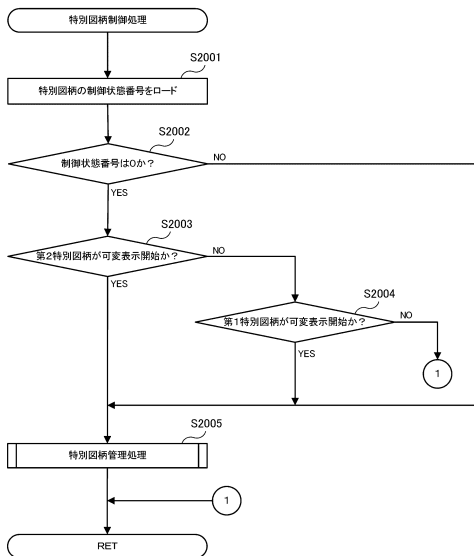 特別図柄制御処理
S2001
特別図柄の制御状態番号をロード
S2002
制御状態番号は0か？
NO
YES
S2003
第2特別図柄が可変表示開始か？
NO
YES
S2004
第1特別図柄が可変表示開始か？
NO
YES
1
S2005
特別図柄管理処理
1
RET